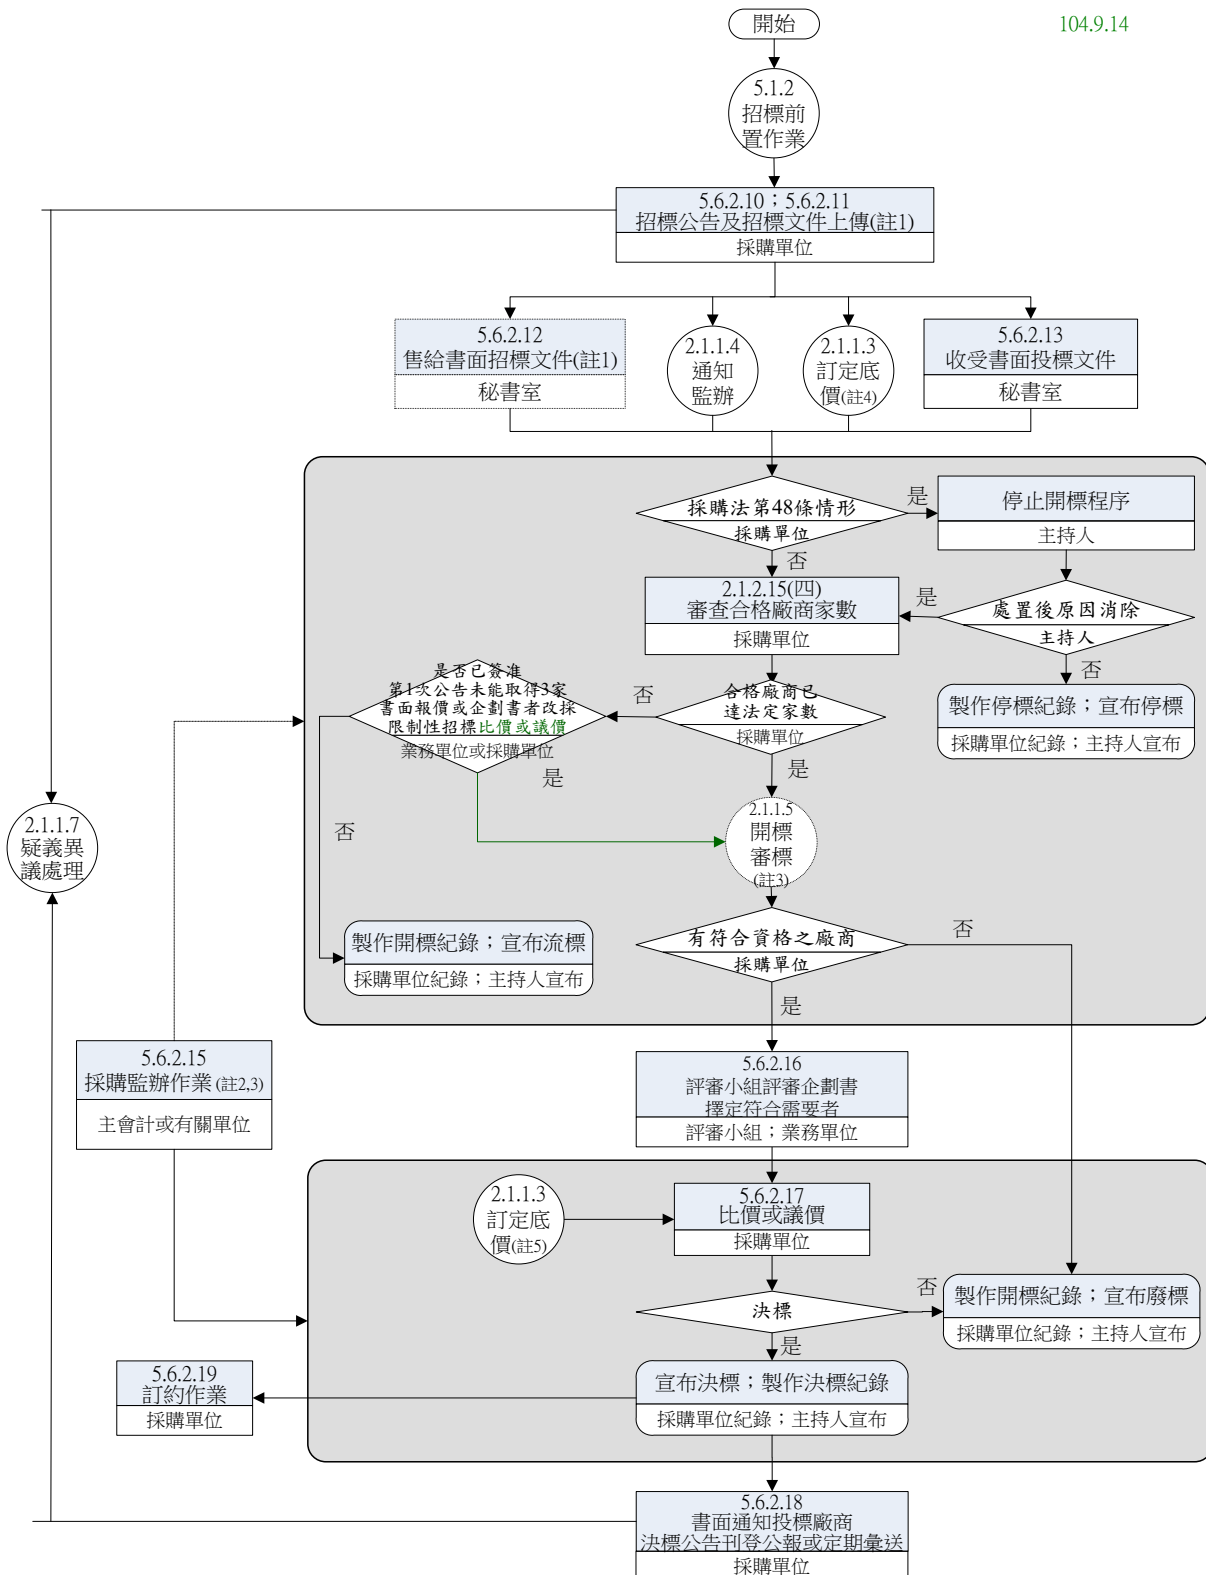 104.9.14
開始
5.1.2
招標前
置作業
5.6.2.10；5.6.2.11
招標公告及招標文件上傳(註1)
採購單位
5.6.2.12
售給書面招標文件(註1)
秘書室
2.1.1.4
通知
監辦
2.1.1.3
訂定底
價(註4)
5.6.2.13
收受書面投標文件
秘書室
採購法第48條情形
採購單位
是
否
停止開標程序
主持人
處置後原因消除
主持人
是
否
製作停標紀錄；宣布停標
採購單位紀錄；主持人宣布
2.1.2.15(四)
審查合格廠商家數
採購單位
合格廠商已
達法定家數
採購單位
否
是
是否已簽准
第1次公告未能取得3家
書面報價或企劃書者改採
限制性招標比價或議價
業務單位或採購單位
是
否
2.1.1.5
開標
審標
(註3)
2.1.1.7
疑義異
議處理
製作開標紀錄；宣布流標
採購單位紀錄；主持人宣布
有符合資格之廠商
採購單位
否
是
5.6.2.15
採購監辦作業(註2,3)
主會計或有關單位
5.6.2.16
評審小組評審企劃書
擇定符合需要者
評審小組；業務單位
2.1.1.3
訂定底
價(註5)
5.6.2.17
比價或議價
採購單位
決標
否
是
製作開標紀錄；宣布廢標
採購單位紀錄；主持人宣布
宣布決標；製作決標紀錄
採購單位紀錄；主持人宣布
5.6.2.19
訂約作業
採購單位
5.6.2.18
書面通知投標廠商
決標公告刊登公報或定期彙送
採購單位